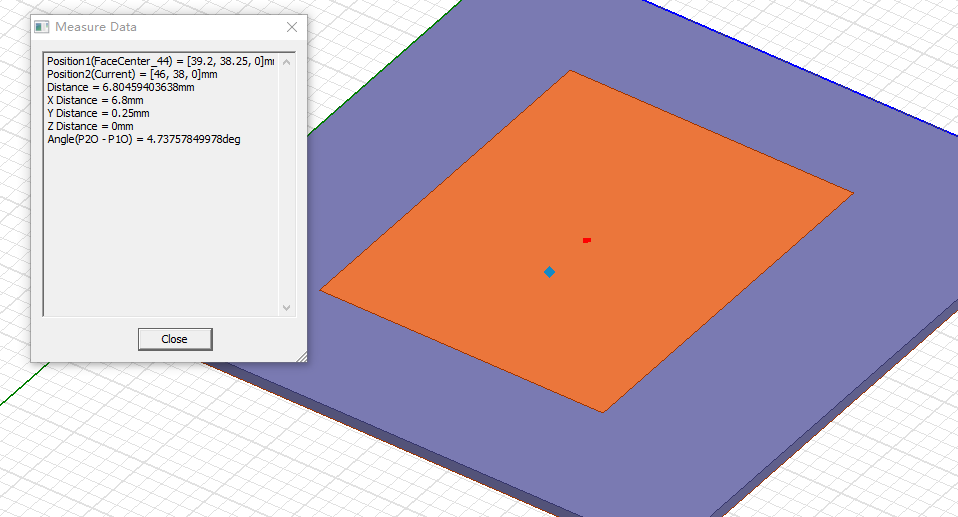 Measure Data
Position1(FaceCenter_44) = [39.2, 38.25, 0]mm
Position2(Current) = [46, 38, 0]mm
Distance = 6.80459403638mm
X Distance = 6.8mm
Y Distance = 0.25mm
Z Distance = 0mm
Angle(P2O - P1O) = 4.73757849978deg
Close